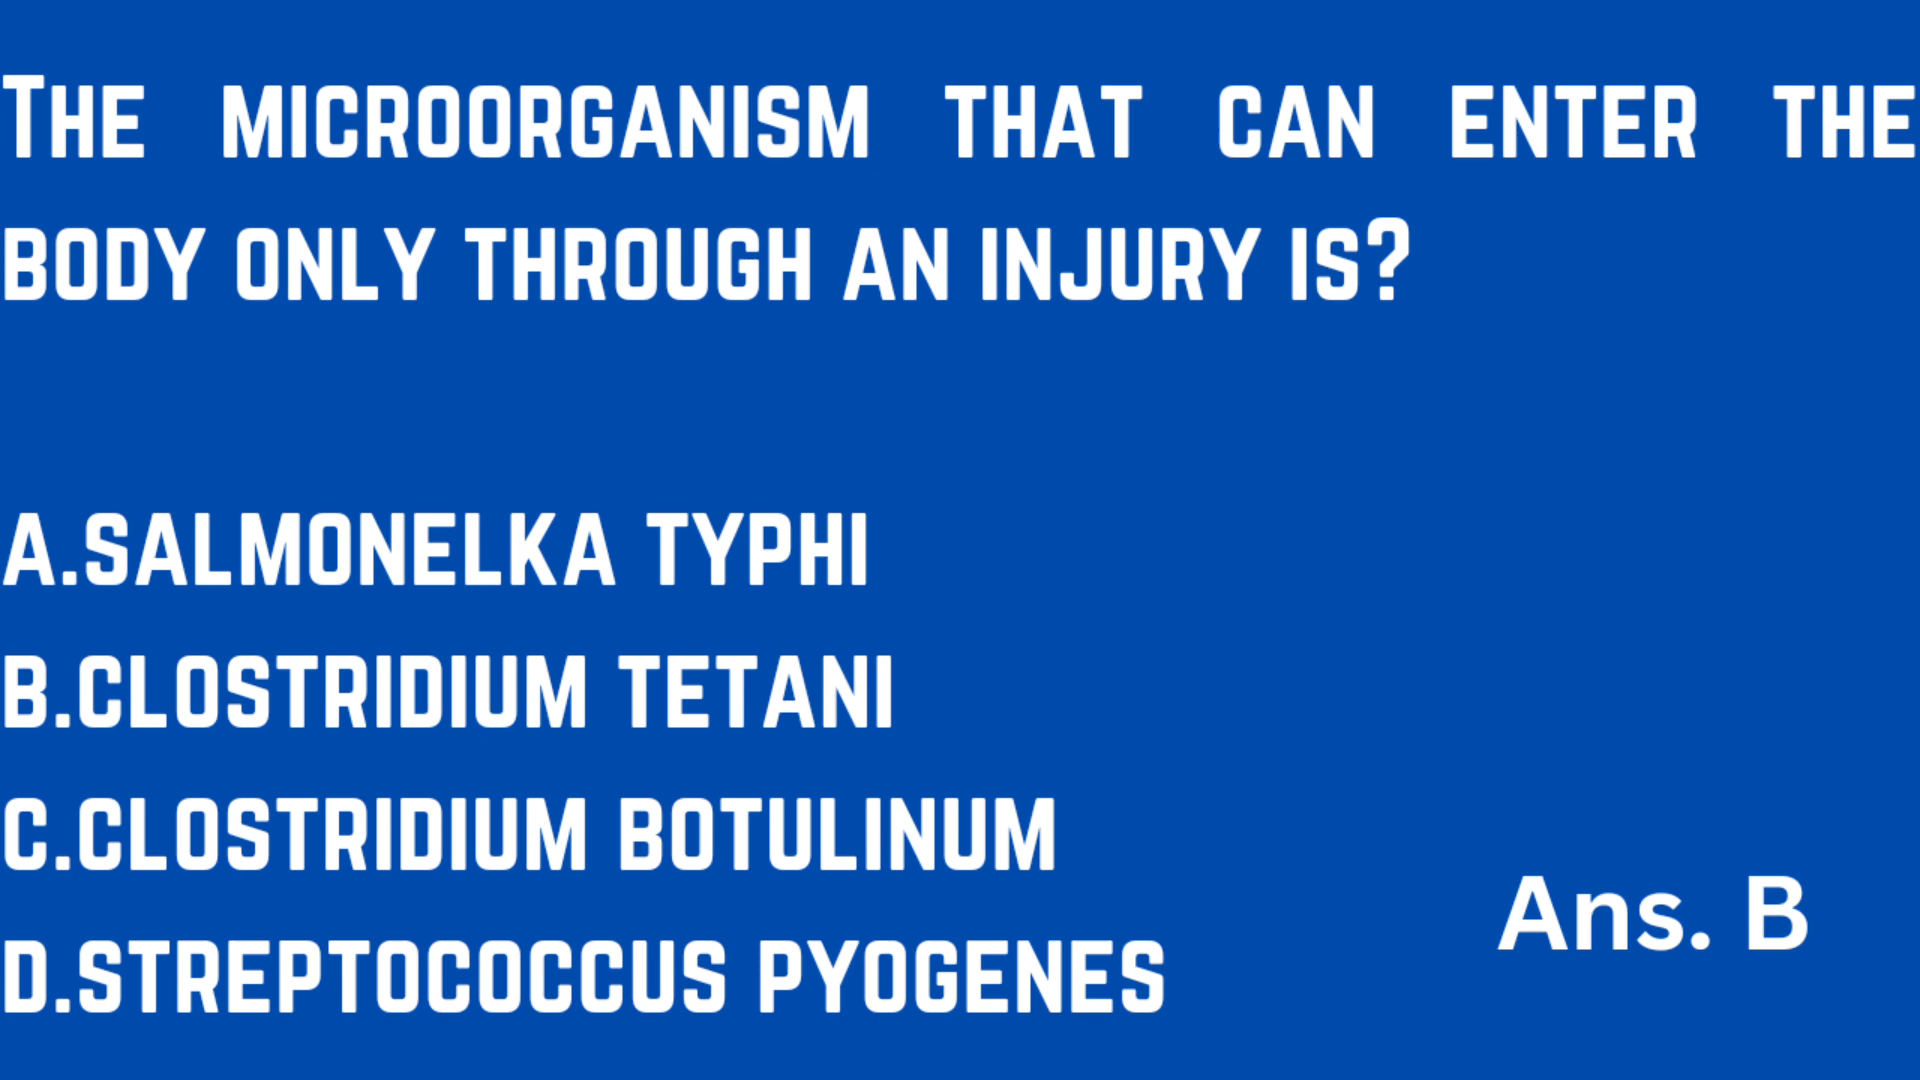 The microorganism that can enter the
body only through an injury is?
A.Salmonelka typhi
B.Clostridium tetani
C.Clostridium botulinum
D.Streptococcus pyogenes
Ans. B